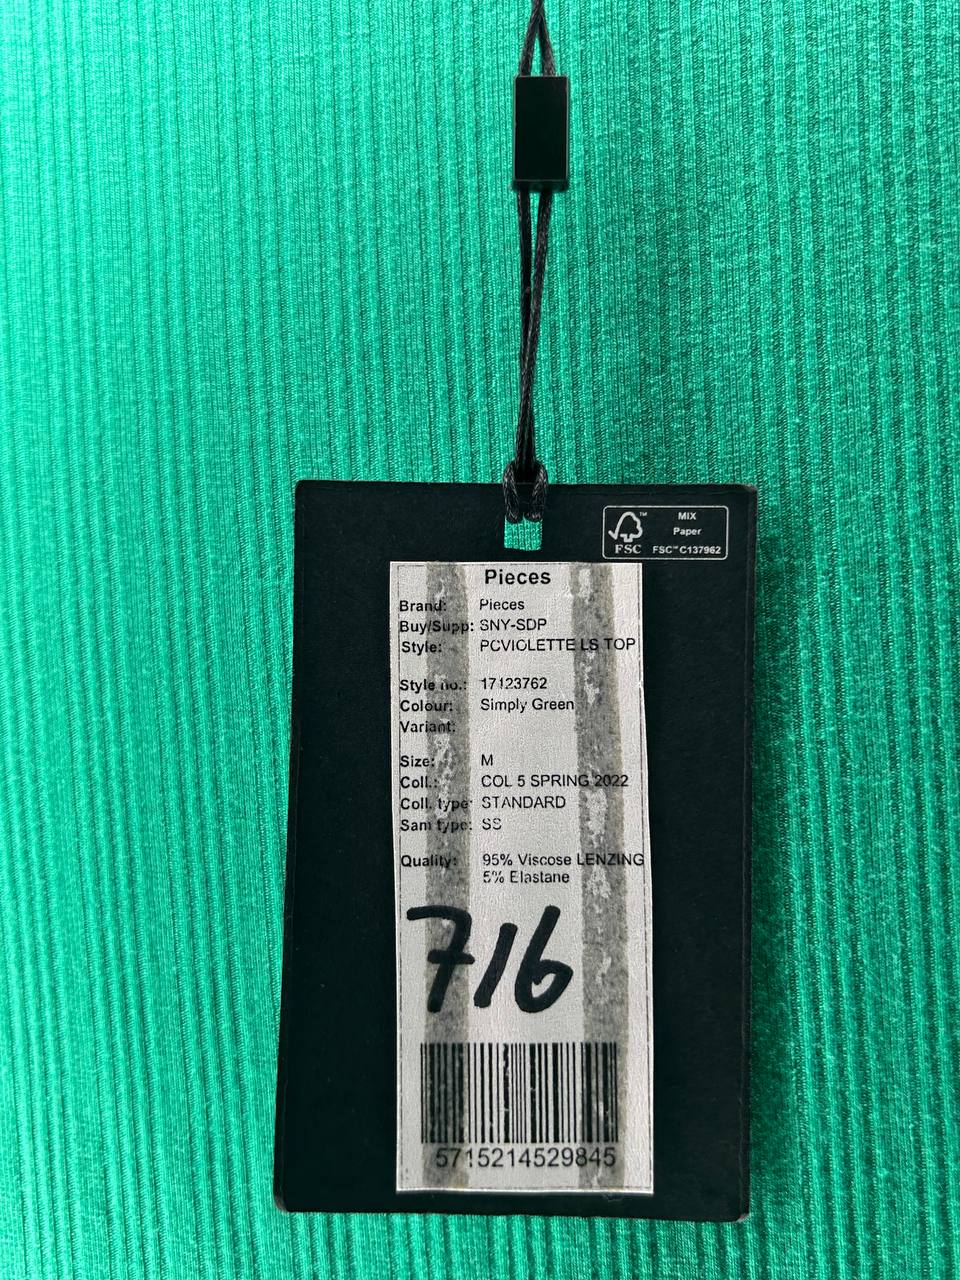 MIX
Paper
FSC™ C137962
FSC
Pieces
Brand: Pieces
Buy/Supp: SNY-SDP
Style: PCVIOLETTE LS TOP
Style no.: 17123762
Colour: Simply Green
Variant:
Size: M
Coll.: COL 5 SPRING 2022
Coll. type: STANDARD
Sam type: SS
Quality: 95% Viscose LENZING
5% Elastane
716
5715214529845